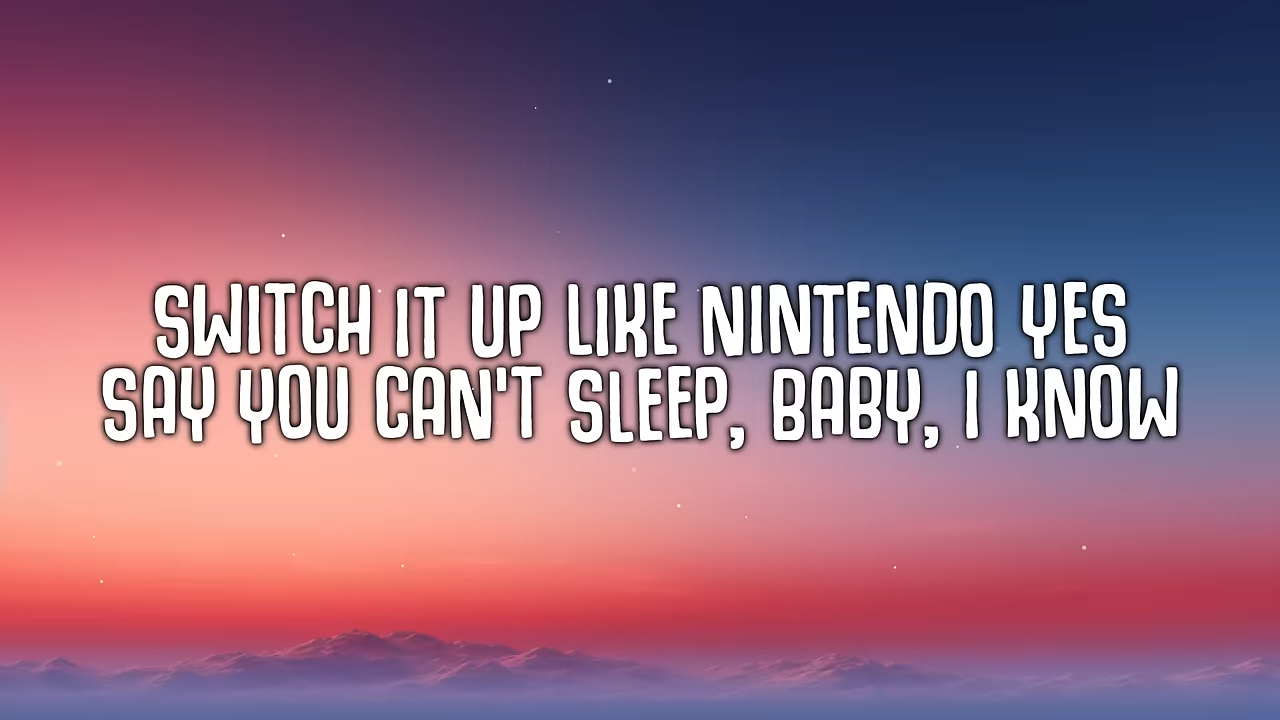 SWITCH IT UP LIKE NINTENDO YES
SAY YOU CAN'T SLEEP, BABY, I KNOW